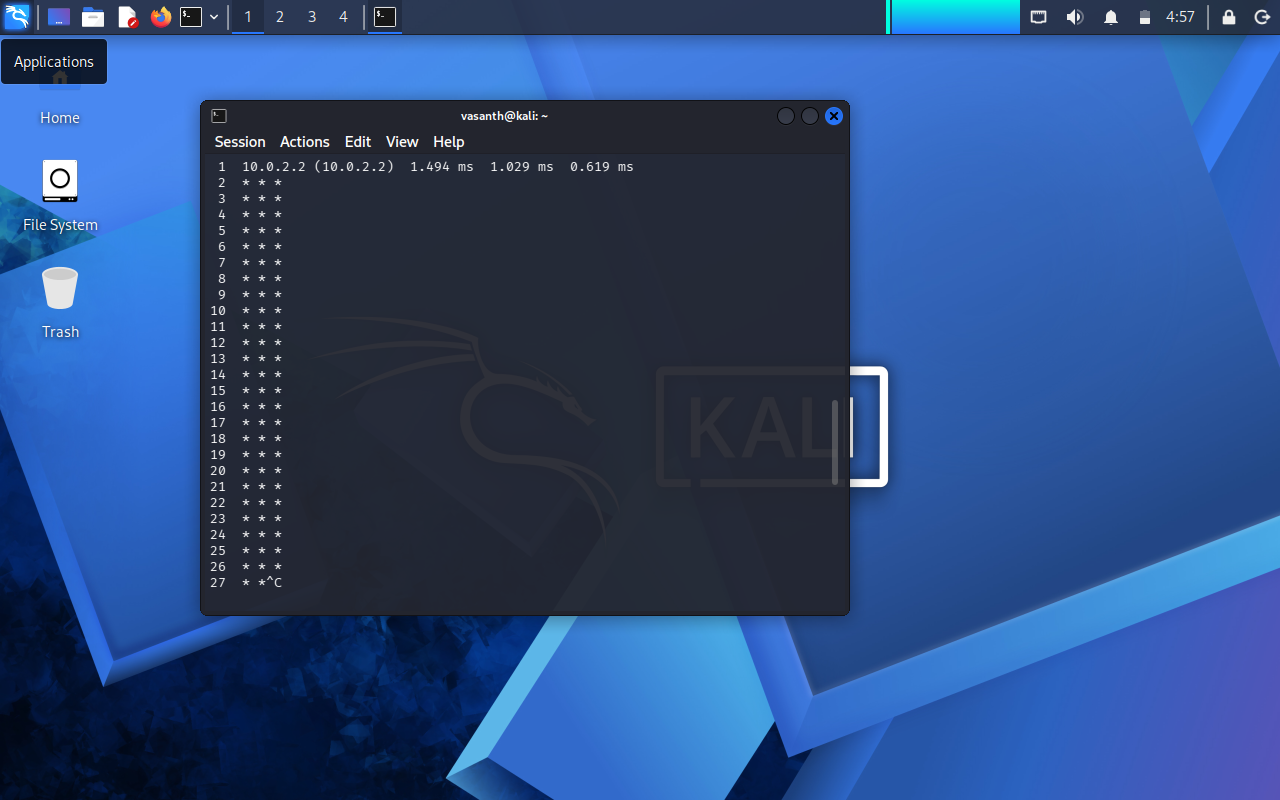 1 2 3 4 4:57
Applications
Home
File System
Trash
vasanth@kali: ~
Session Actions Edit View Help
1 10.0.2.2 (10.0.2.2) 1.494 ms 1.029 ms 0.619 ms
2 * * *
3 * * *
4 * * *
5 * * *
6 * * *
7 * * *
8 * * *
9 * * *
10 * * *
11 * * *
12 * * *
13 * * *
14 * * *
15 * * *
16 * * *
17 * * *
18 * * *
19 * * *
20 * * *
21 * * *
22 * * *
23 * * *
24 * * *
25 * * *
26 * * *
27 * *^C
KALI